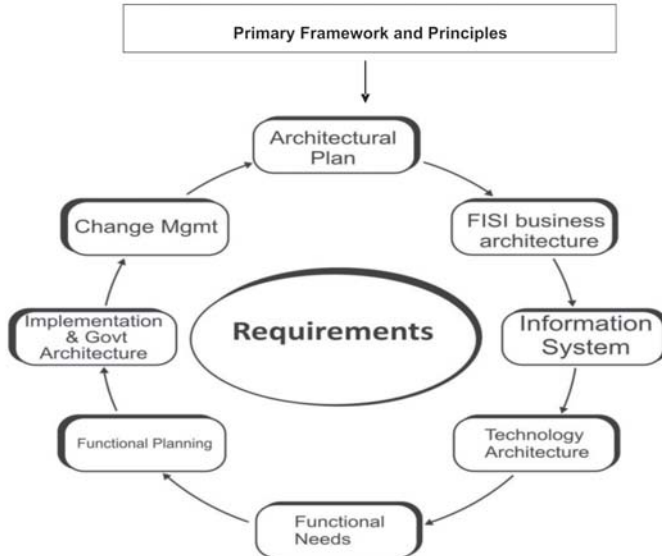 Primary Framework and Principles
Architectural
Plan
FISI business
architecture
Information
System
Technology
Architecture
Functional
Needs
Functional Planning
Implementation
& Govt
Architecture
Change Mgmt
Requirements